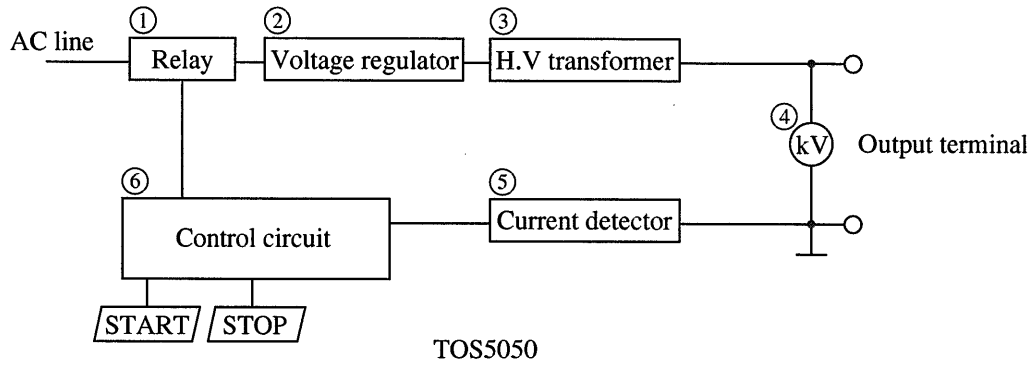 ① ② ③
AC line Relay Voltage regulator H.V transformer
④
kV Output terminal
⑥ ⑤
Control circuit Current detector
START STOP
TOS5050